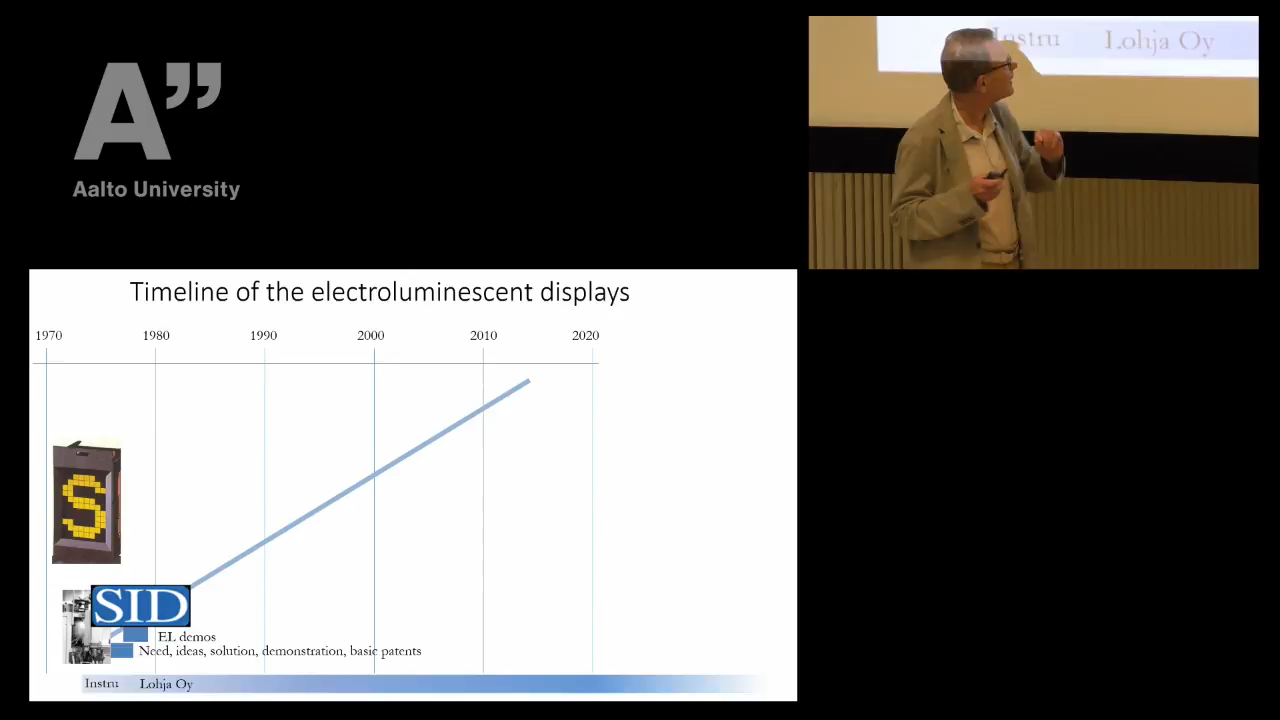 A”
Aalto University
Instru Lohja Oy
Timeline of the electroluminescent displays
1970 1980 1990 2000 2010 2020
S
SID
EL demos
Need, ideas, solution, demonstration, basic patents
Instru Lohja Oy